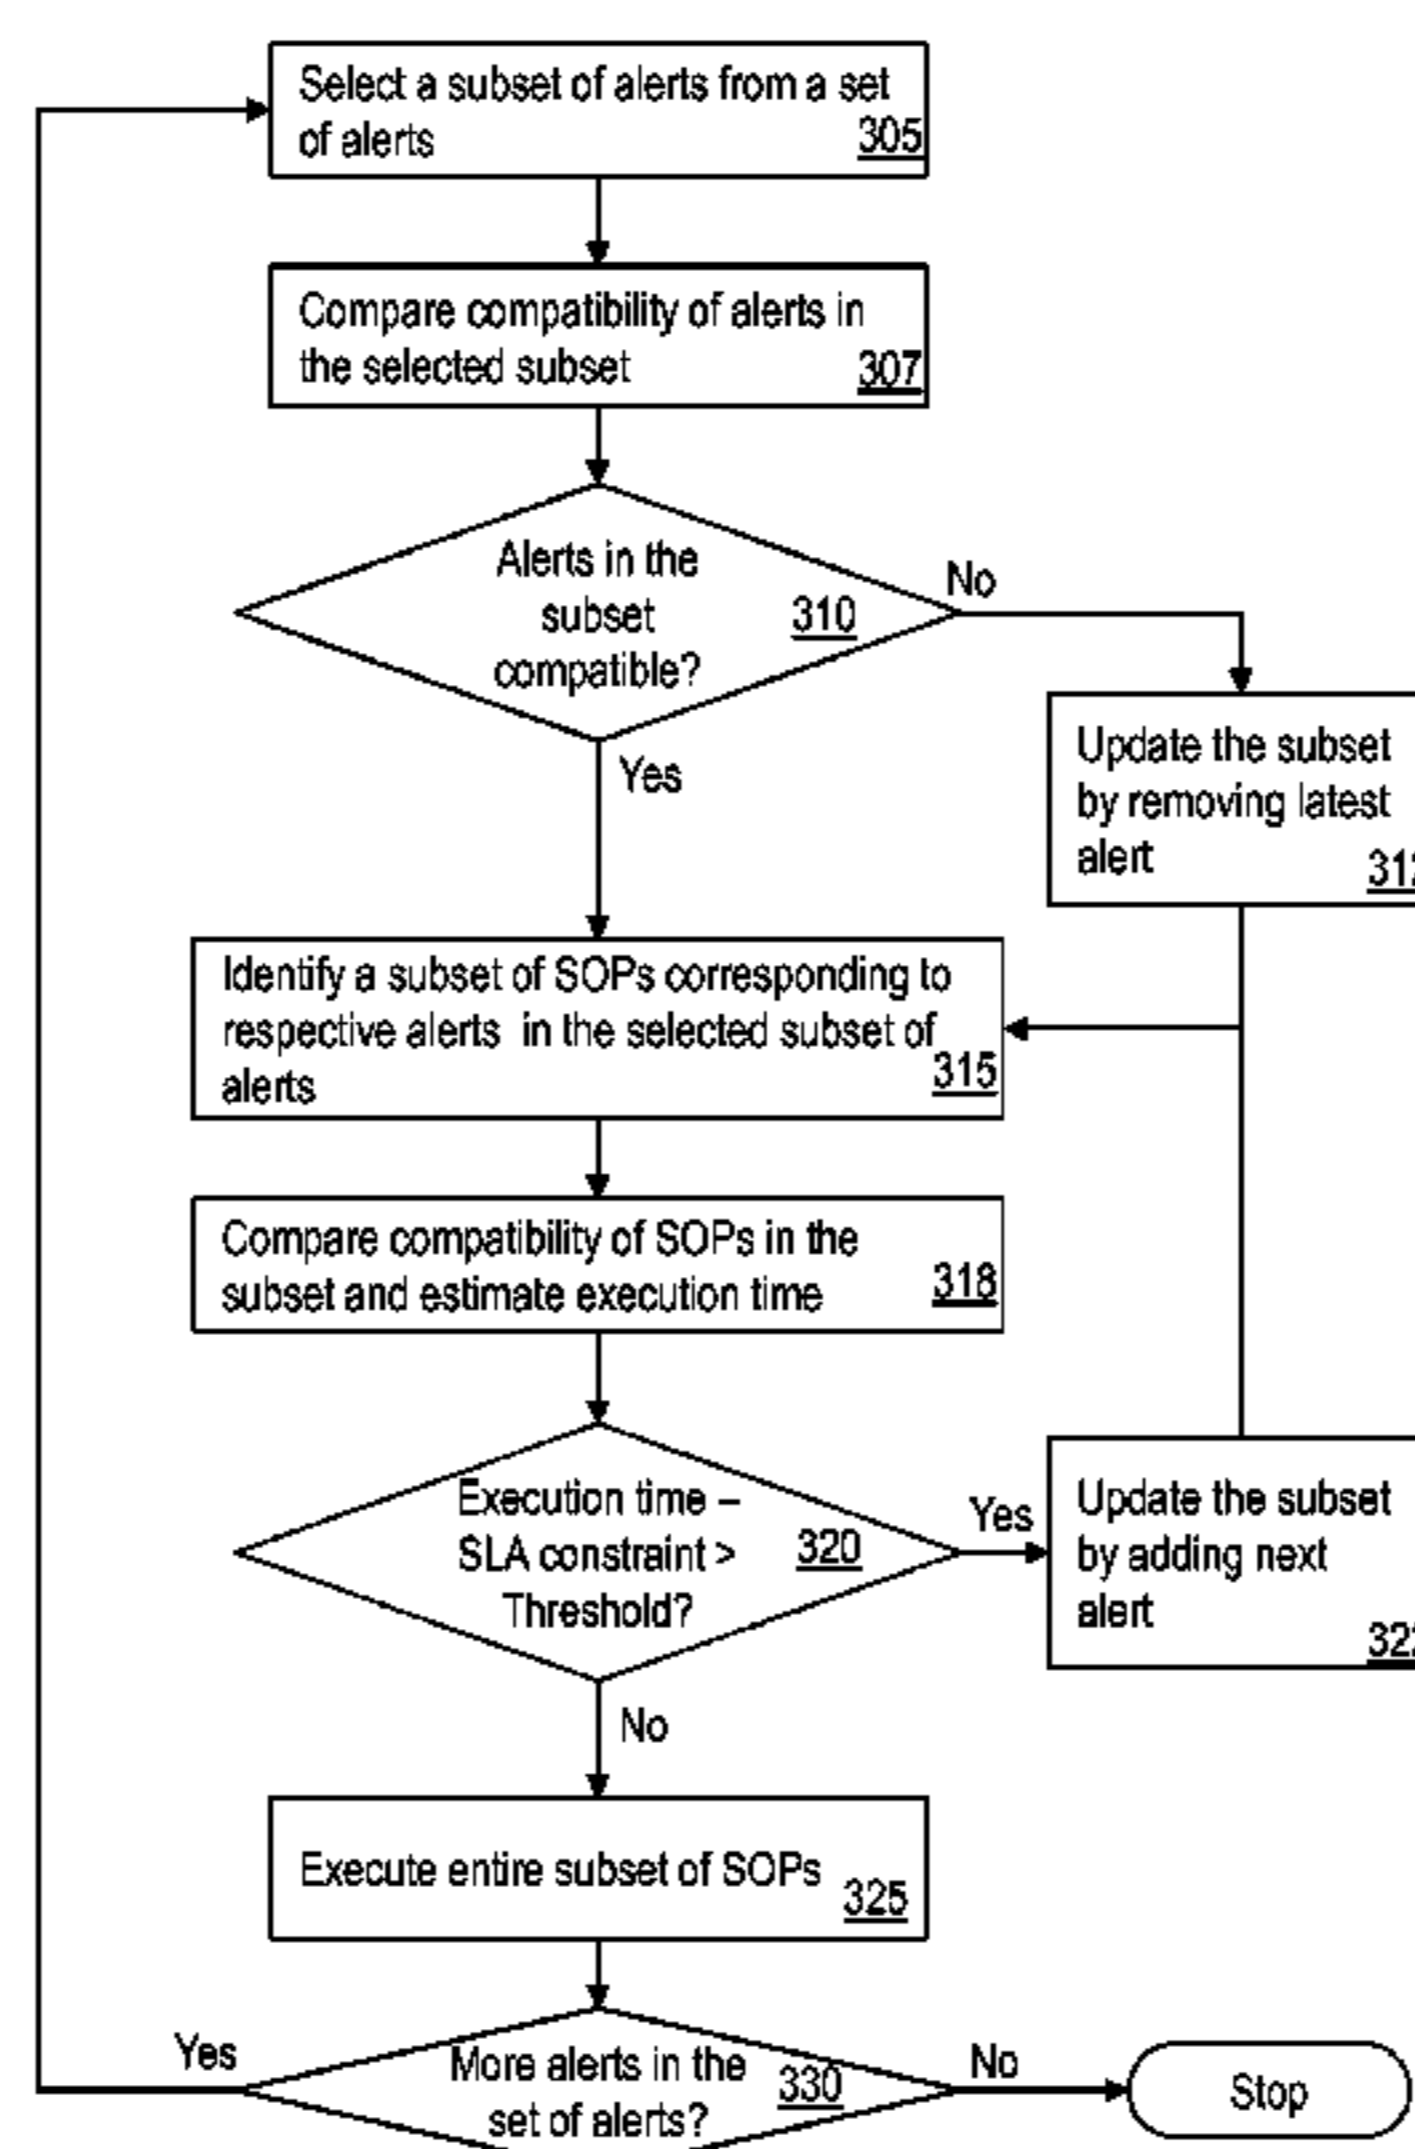 Select a subset of alerts from a set
of alerts
305
Compare compatibility of alerts in
the selected subset
307
Alerts in the
subset
compatible?
310
No
Yes
Update the subset
by removing latest
alert
Identify a subset of SOPs corresponding to
respective alerts in the selected subset of
alerts
315
Compare compatibility of SOPs in the
subset and estimate execution time
318
Execution time –
SLA constraint >
Threshold?
320
Yes
No
Update the subset
by adding next
alert
Execute entire subset of SOPs
325
More alerts in the
set of alerts?
330
Yes
No
Stop